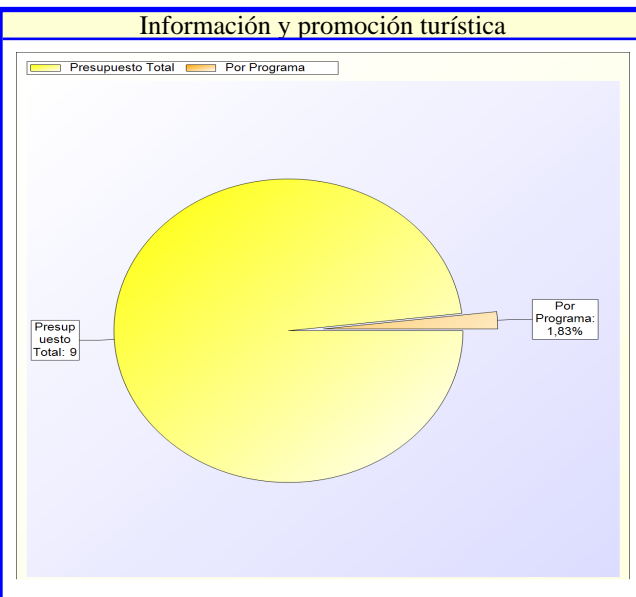 Información y promoción turística
Presupuesto Total
Por Programa
Presup
uesto
Total: 9
Por
Programa:
1,83%